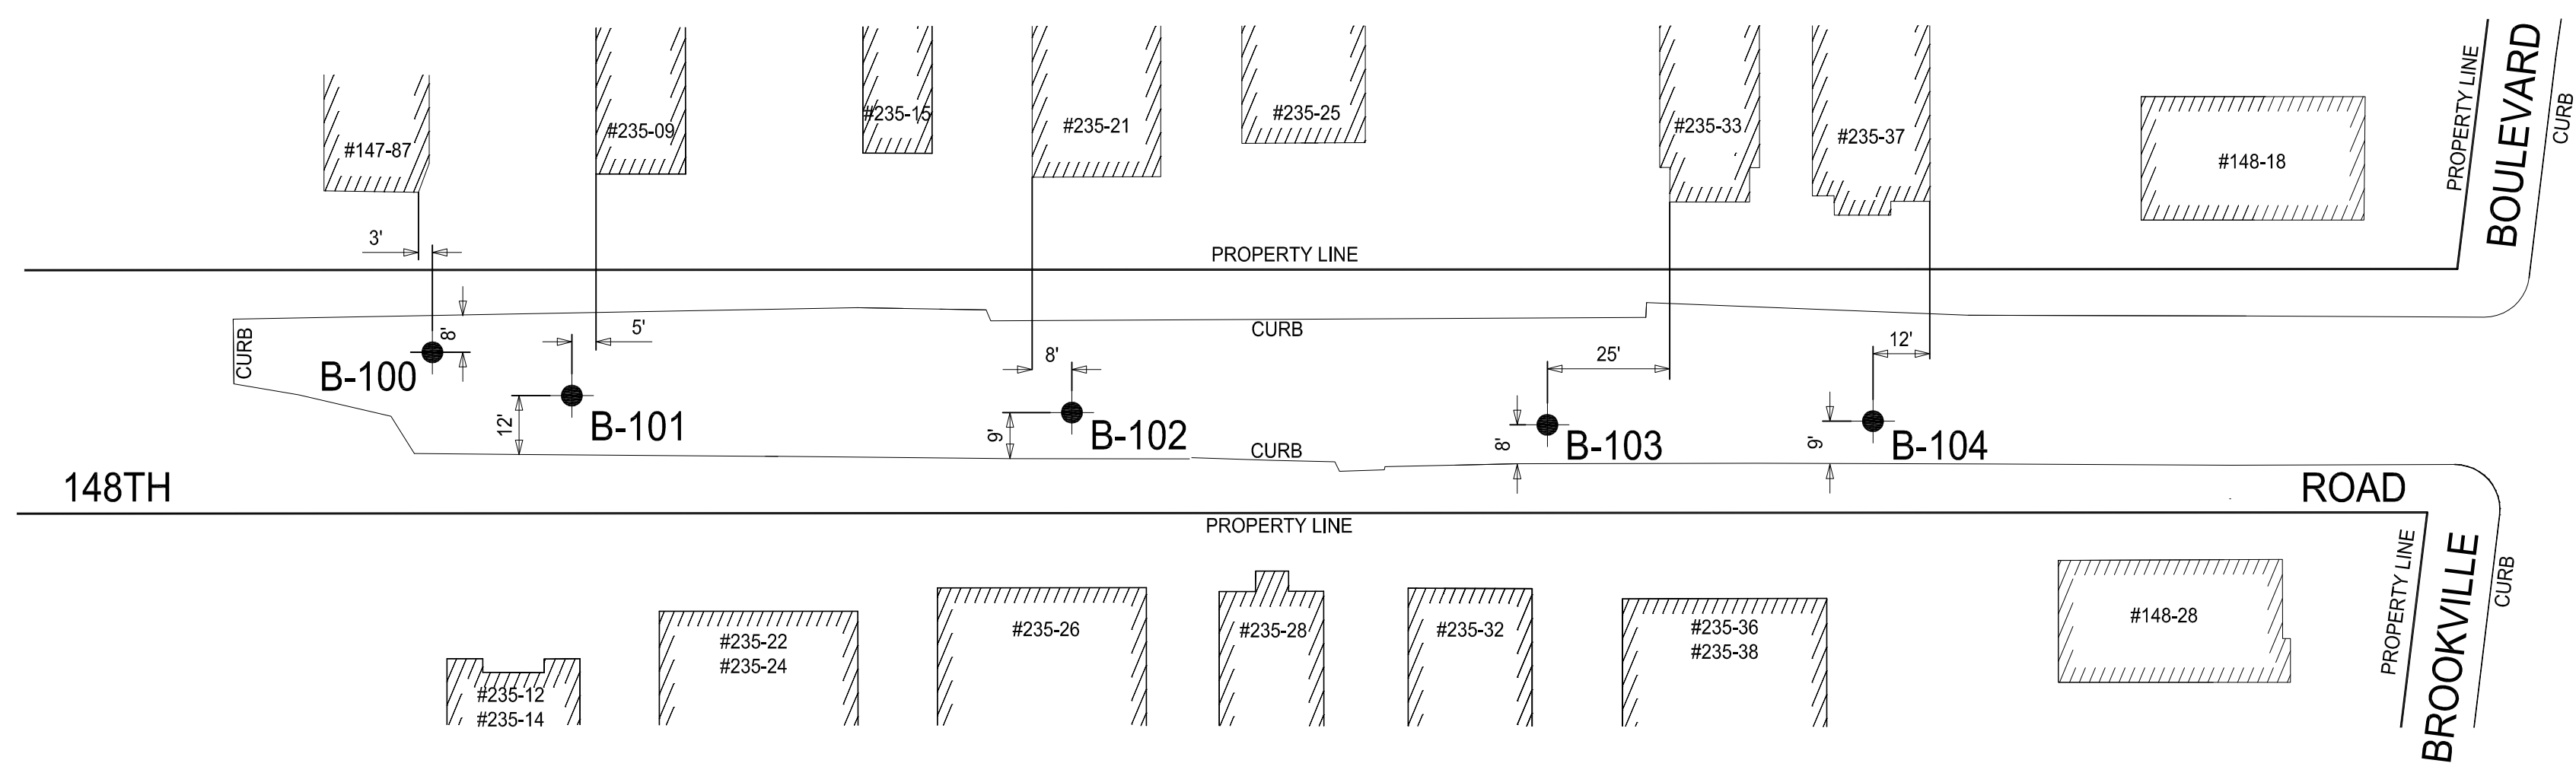 #147-87
#235-09
#235-15
#235-21
#235-25
#235-33
#235-37
#148-18
PROPERTY LINE
BOULEVARD
CURB
3'
PROPERTY LINE
8'
5'
CURB
CURB
B-100
8'
25'
12'
12'
B-101
9'
B-102
CURB
8'
B-103
9'
B-104
148TH
ROAD
PROPERTY LINE
#235-12
#235-14
#235-22
#235-24
#235-26
#235-28
#235-32
#235-36
#235-38
#148-28
PROPERTY LINE
BROOKVILLE
CURB